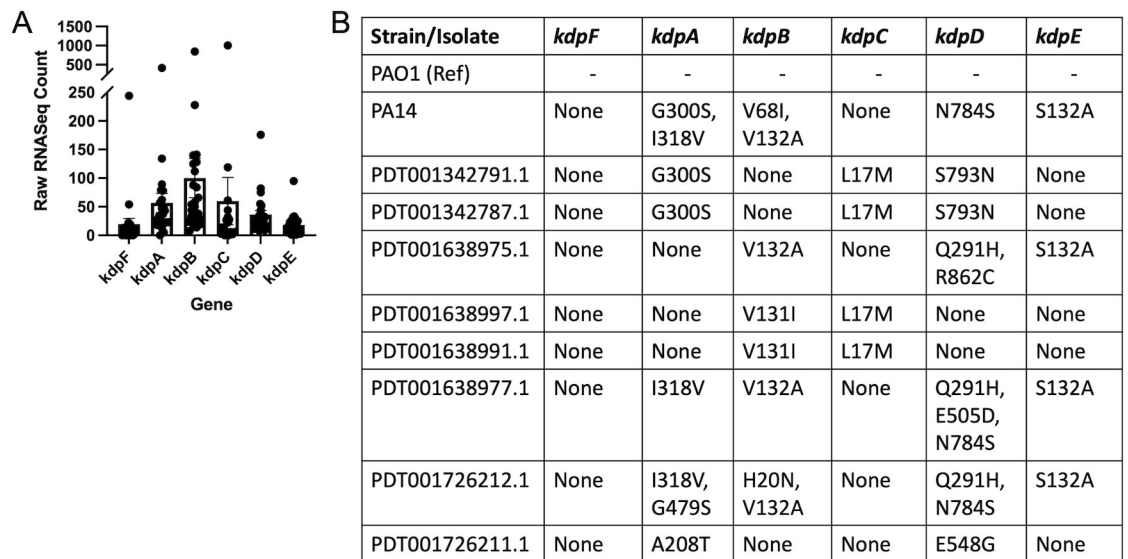 A
Raw RNASeq Count
1500
1000
500
250
200
150
100
50
0
kdpF
kdpA
kdpB
kdpC
kdpD
kdpE
Gene
B
Strain/Isolate kdpF kdpA kdpB kdpC kdpD kdpE
PAO1 (Ref) - - - - - -
PA14 None G300S, V68I, None N784S S132A
I318V V132A
PDT001342791.1 None G300S None L17M S793N None
PDT001342787.1 None G300S None L17M S793N None
PDT001638975.1 None None V132A None Q291H, S132A
R862C
PDT001638997.1 None None V131I L17M None None
PDT001638991.1 None None V131I L17M None None
PDT001638977.1 None I318V V132A None Q291H, S132A
E505D,
N784S
PDT001726212.1 None I318V, H20N, None Q291H, S132A
G479S V132A N784S
PDT001726211.1 None A208T None None E548G None